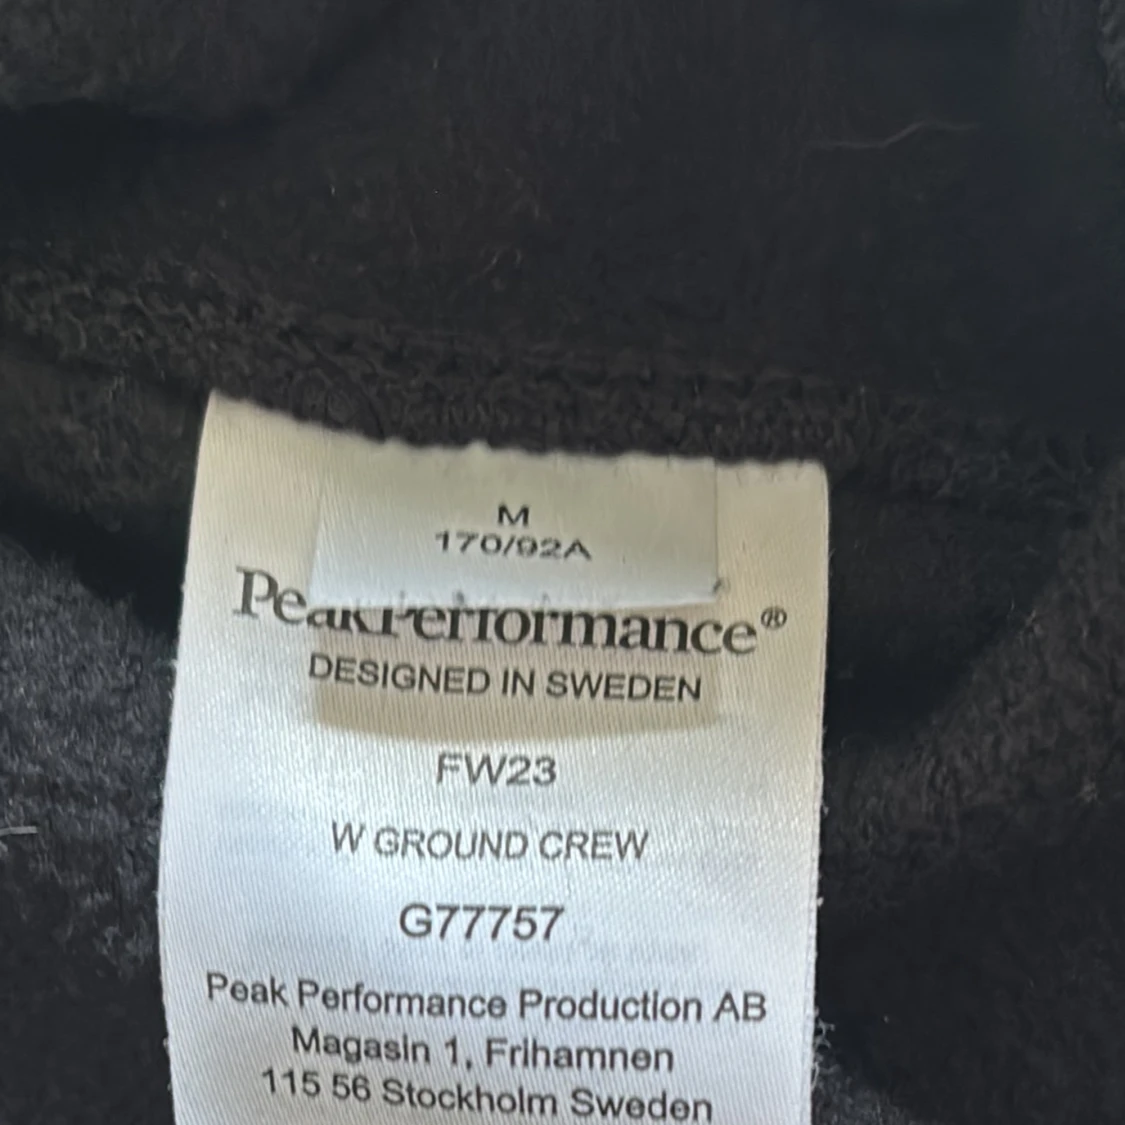 M
170/92A
PeakPerformance®
DESIGNED IN SWEDEN
FW23
W GROUND CREW
G77757
Peak Performance Production AB
Magasin 1, Frihamnen
115 56 Stockholm Sweden